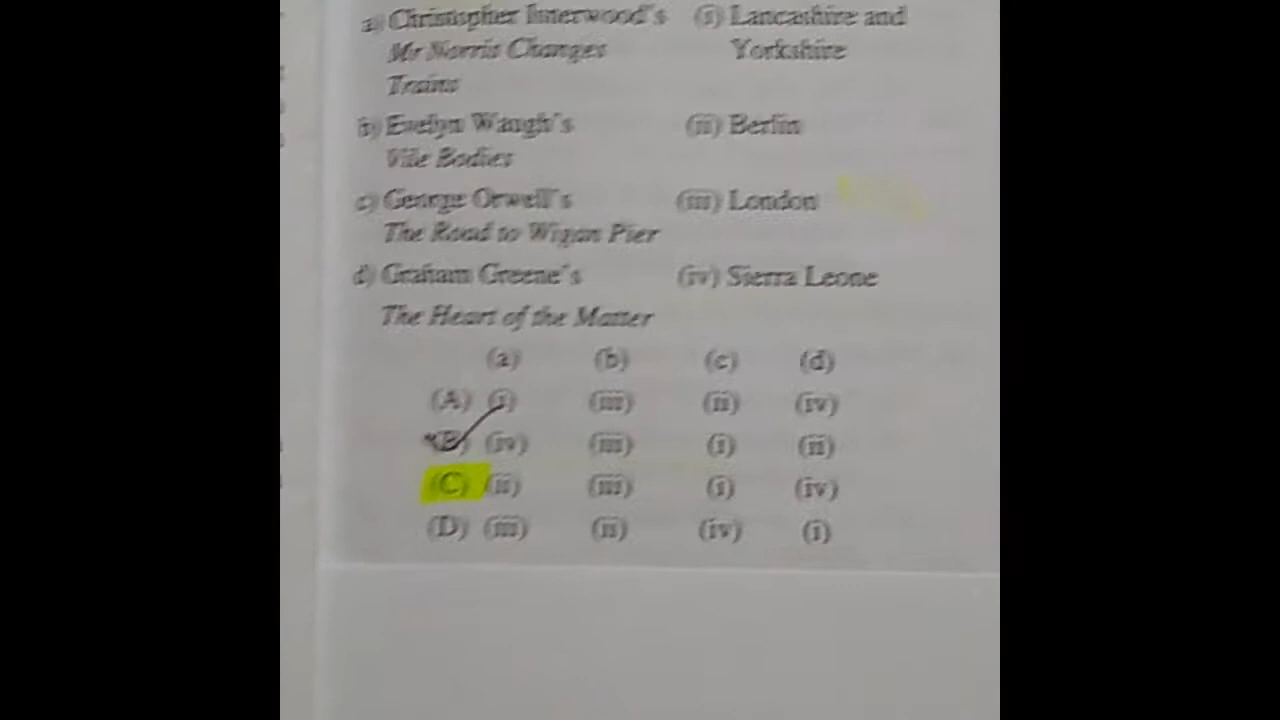 a) Christopher Isherwood's (i) Lancashire and
Mr Norris Changes Yorkshire
Trains
b) Evelyn Waugh's (ii) Berlin
Vile Bodies
c) George Orwell's (iii) London
The Road to Wigan Pier
d) Graham Greene's (iv) Sierra Leone
The Heart of the Matter
(a) (b) (c) (d)
(A) (i) (iii) (ii) (iv)
(B) (iv) (iii) (i) (ii)
(C) (ii) (iii) (i) (iv)
(D) (iii) (ii) (iv) (i)